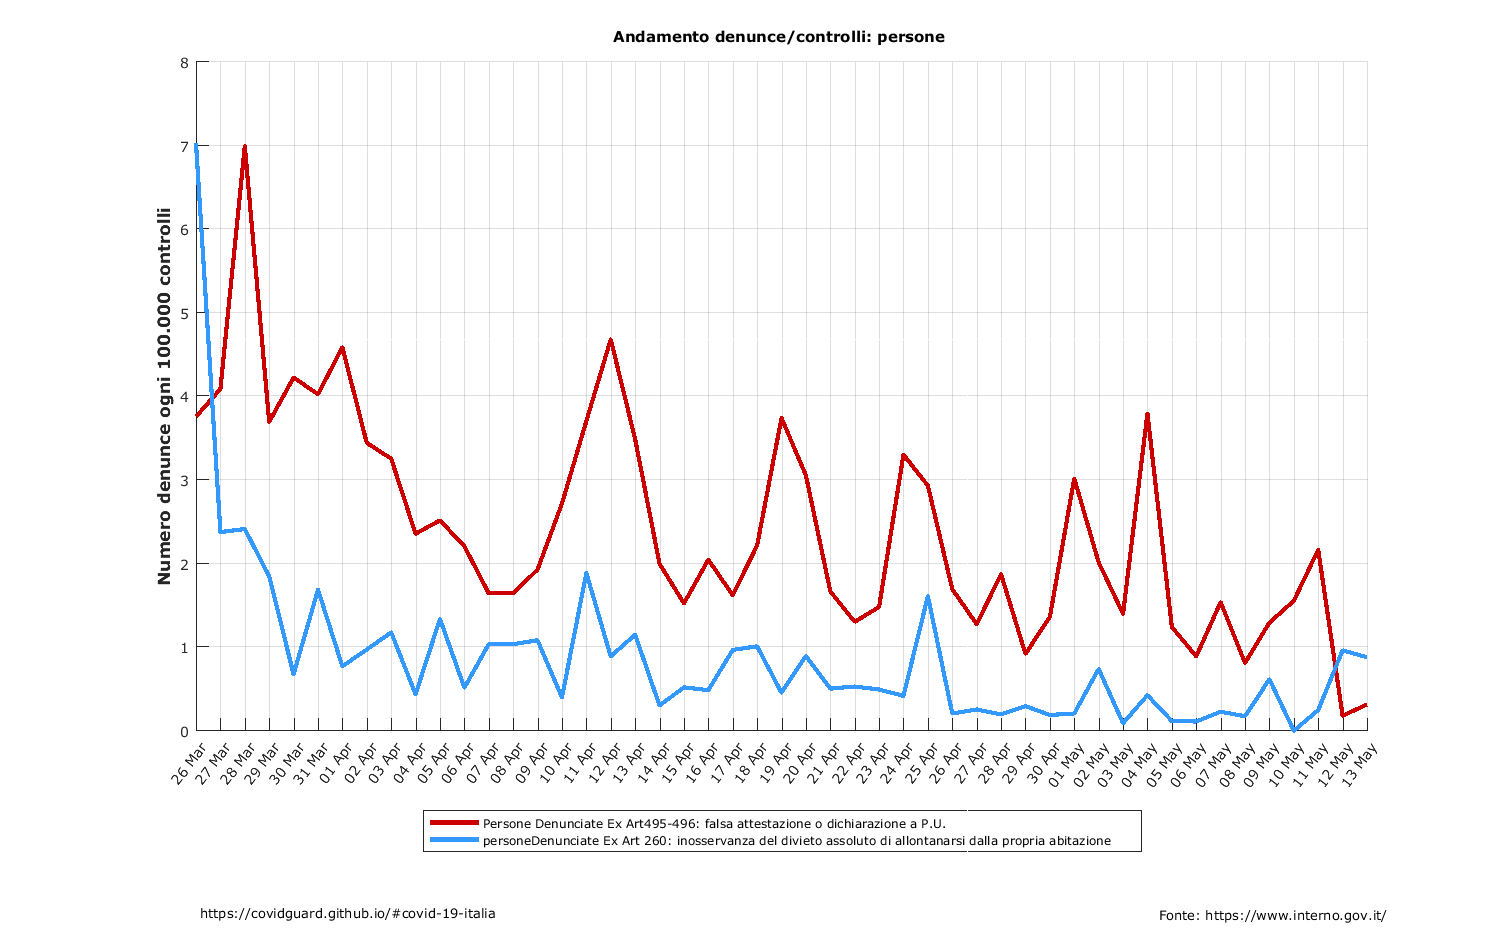 Andamento denunce/controlli: persone
Numero denunce ogni 100.000 controlli
8
7
6
5
4
3
2
1
0
26 Mar
27 Mar
28 Mar
29 Mar
30 Mar
31 Mar
01 Apr
02 Apr
03 Apr
04 Apr
05 Apr
06 Apr
07 Apr
08 Apr
09 Apr
10 Apr
11 Apr
12 Apr
13 Apr
14 Apr
15 Apr
16 Apr
17 Apr
18 Apr
19 Apr
20 Apr
21 Apr
22 Apr
23 Apr
24 Apr
25 Apr
26 Apr
27 Apr
28 Apr
29 Apr
30 Apr
01 May
02 May
03 May
04 May
05 May
06 May
07 May
08 May
09 May
10 May
11 May
12 May
13 May
Persone Denunciate Ex Art495-496: falsa attestazione o dichiarazione a P.U.
personeDenunciate Ex Art 260: inosservanza del divieto assoluto di allontanarsi dalla propria abitazione
https://covidguard.github.io/#covid-19-italia
Fonte: https://www.interno.gov.it/